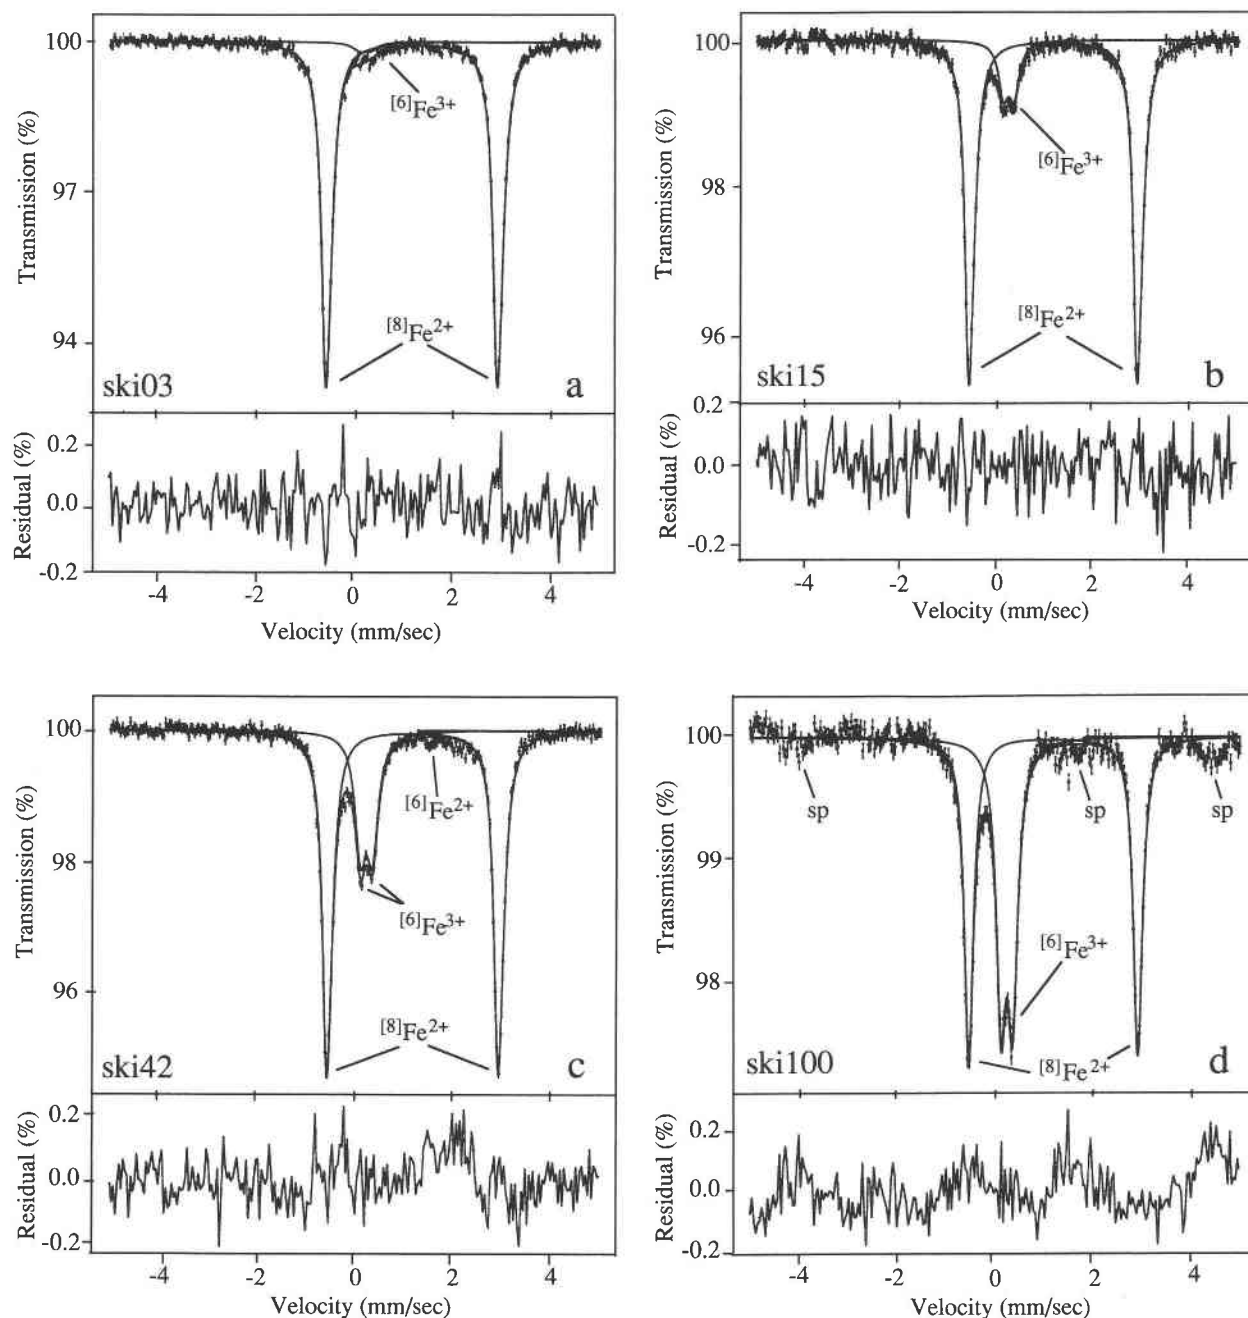 100
97
94
Transmission (%)
[6]Fe3+
[8]Fe2+
ski03
a
0.2
0.0
-0.2
Residual (%)
-4
-2
0
2
4
Velocity (mm/sec)
100
98
96
Transmission (%)
[6]Fe3+
[8]Fe2+
ski15
b
0.2
0.0
-0.2
Residual (%)
-4
-2
0
2
4
Velocity (mm/sec)
100
98
96
Transmission (%)
[6]Fe2+
[6]Fe3+
[8]Fe2+
ski42
c
0.2
0.0
-0.2
Residual (%)
-4
-2
0
2
4
Velocity (mm/sec)
100
99
98
Transmission (%)
sp
sp
sp
[6]Fe3+
[8]Fe2+
ski100
d
0.2
0.0
-0.2
Residual (%)
-4
-2
0
2
4
Velocity (mm/sec)